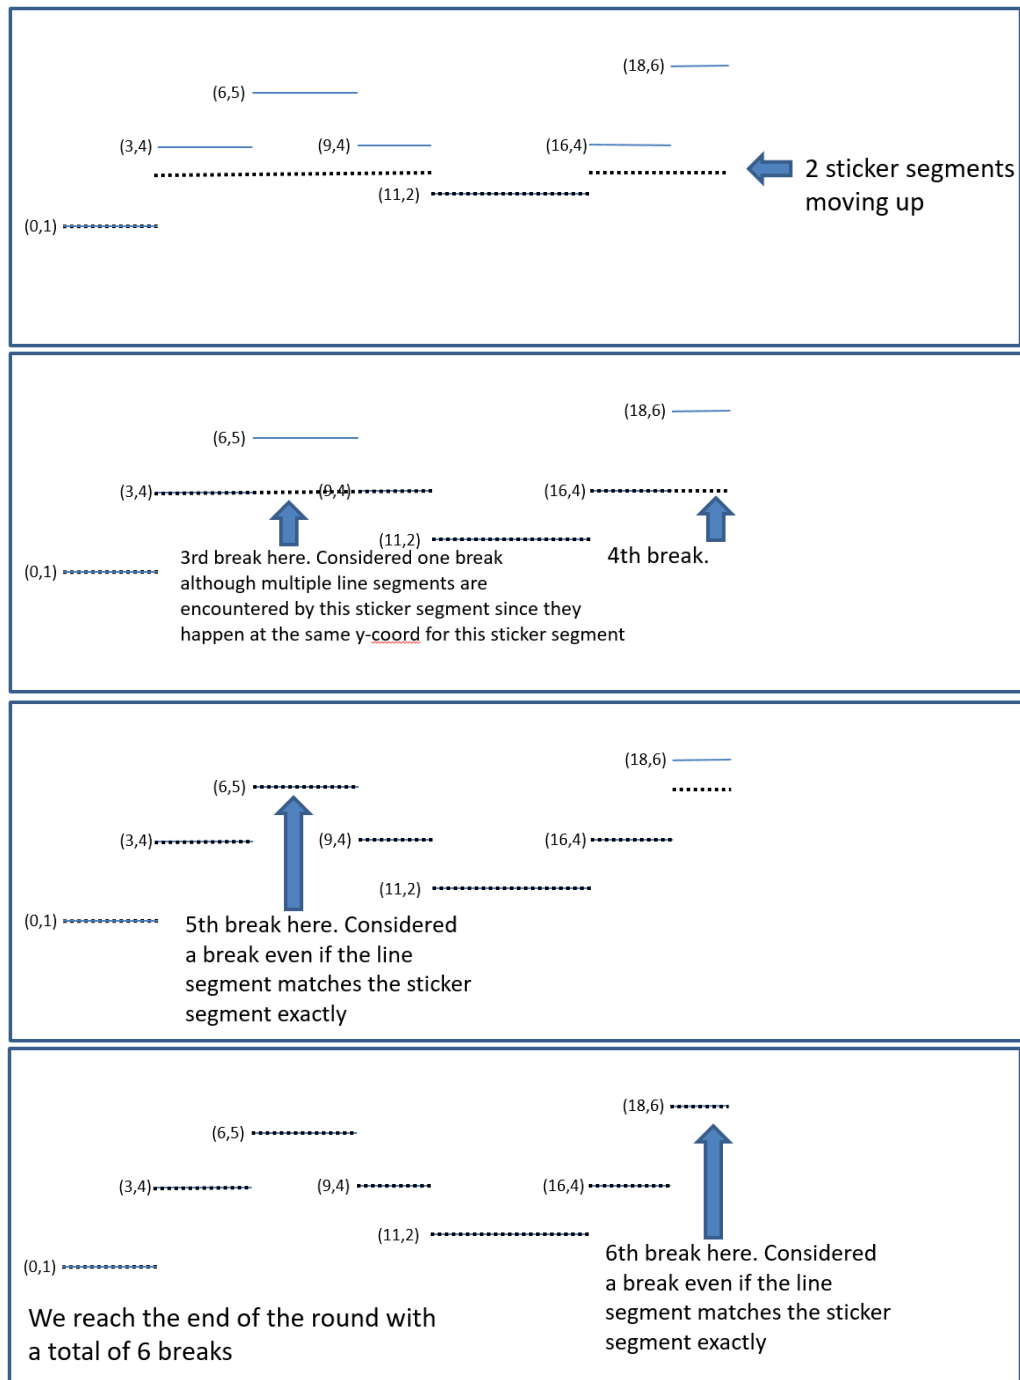 (18,6)
(6,5)
(3,4)
(9,4)
(16,4)
2 sticker segments
moving up
(11,2)
(0,1)
(18,6)
(6,5)
(3,4)
(9,4)
(16,4)
(11,2)
3rd break here. Considered one break
although multiple line segments are
encountered by this sticker segment since they
happen at the same y-coord for this sticker segment
4th break.
(0,1)
(18,6)
(6,5)
(3,4)
(9,4)
(16,4)
(11,2)
(0,1)
5th break here. Considered
a break even if the line
segment matches the sticker
segment exactly
(18,6)
(6,5)
(3,4)
(9,4)
(16,4)
(11,2)
(0,1)
6th break here. Considered
a break even if the line
segment matches the sticker
segment exactly
We reach the end of the round with
a total of 6 breaks